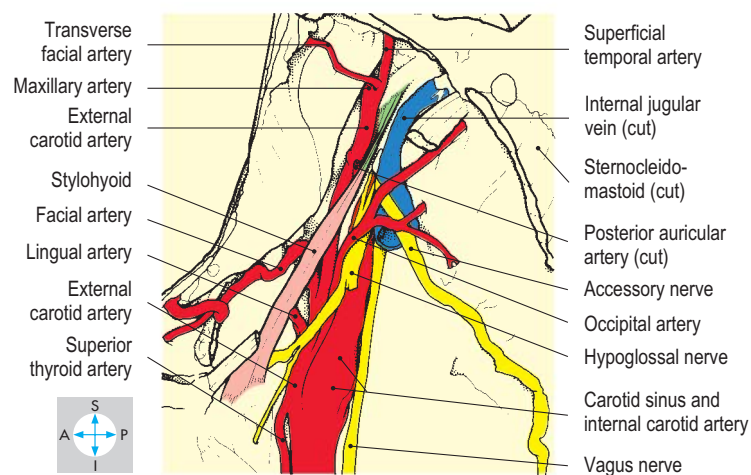 Transverse
facial artery
Maxillary artery
External
carotid artery
Stylohyoid
Facial artery
Lingual artery
External
carotid artery
Superior
thyroid artery
S
A
P
I
Superficial
temporal artery
Internal jugular
vein (cut)
Sternocleido-
mastoid (cut)
Posterior auricular
artery (cut)
Accessory nerve
Occipital artery
Hypoglossal nerve
Carotid sinus and
internal carotid artery
Vagus nerve